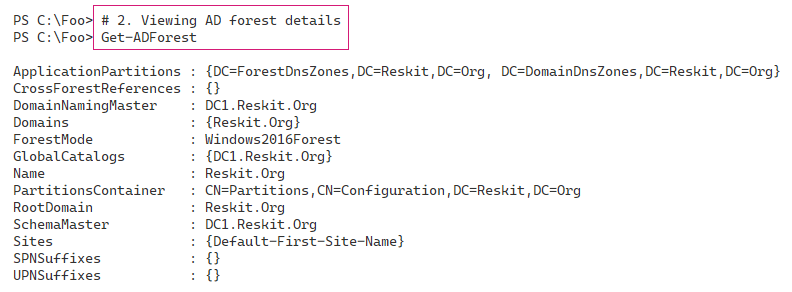 PS C:\Foo> # 2. Viewing AD forest details
PS C:\Foo> Get-ADForest
ApplicationPartitions : {DC=ForestDnsZones,DC=Reskit,DC=Org, DC=DomainDnsZones,DC=Reskit,DC=Org}
CrossForestReferences : {}
DomainNamingMaster : DC1.Reskit.Org
Domains : {Reskit.Org}
ForestMode : Windows2016Forest
GlobalCatalogs : {DC1.Reskit.Org}
Name : Reskit.Org
PartitionsContainer : CN=Partitions,CN=Configuration,DC=Reskit,DC=Org
RootDomain : Reskit.Org
SchemaMaster : DC1.Reskit.Org
Sites : {Default-First-Site-Name}
SPNSuffixes : {}
UPNSuffixes : {}